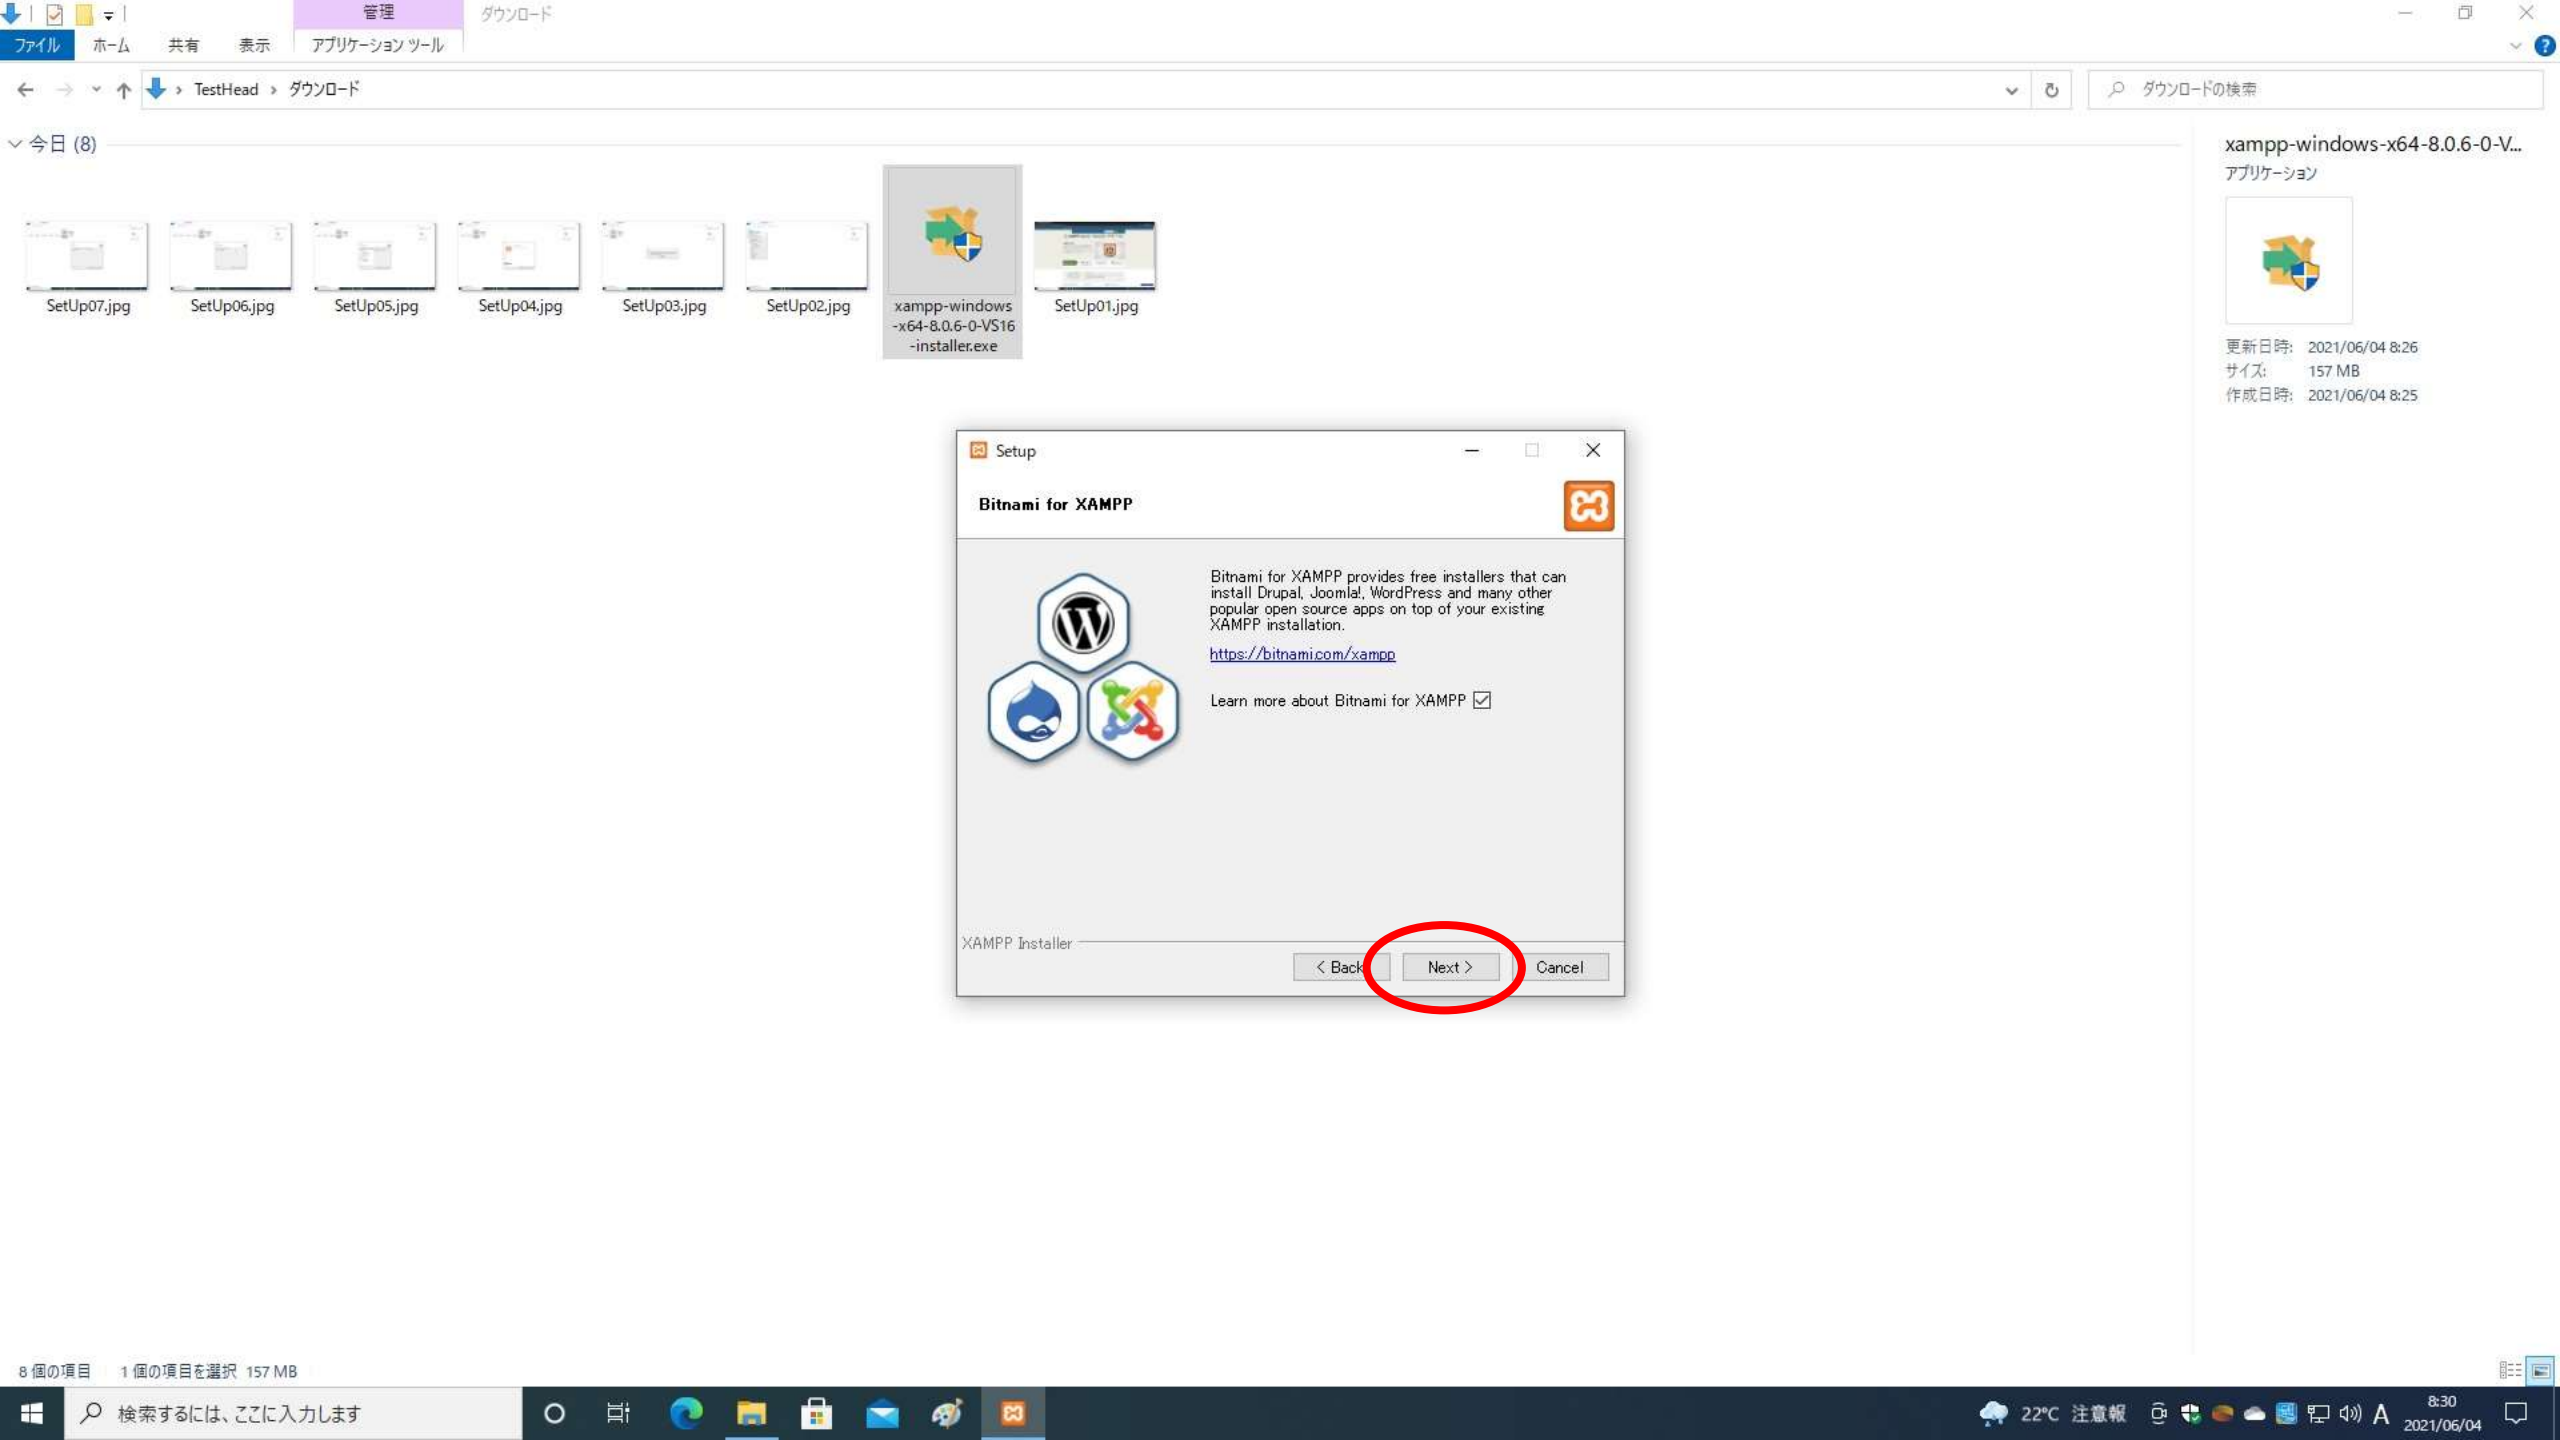 管理
ダウンロード
ファイル
ホーム
共有
表示
アプリケーション ツール
TestHead › ダウンロード
ダウンロードの検索
今日 (8)
SetUp07.jpg
SetUp06.jpg
SetUp05.jpg
SetUp04.jpg
SetUp03.jpg
SetUp02.jpg
xampp-windows
-x64-8.0.6-0-VS16
-installer.exe
SetUp01.jpg
xampp-windows-x64-8.0.6-0-V...
アプリケーション
更新日時: 2021/06/04 8:26
サイズ: 157 MB
作成日時: 2021/06/04 8:25
Setup
Bitnami for XAMPP
Bitnami for XAMPP provides free installers that can
install Drupal, Joomla!, WordPress and many other
popular open source apps on top of your existing
XAMPP installation.
https://bitnami.com/xampp
Learn more about Bitnami for XAMPP
XAMPP Installer
< Back
Next >
Cancel
8 個の項目
1 個の項目を選択 157 MB
検索するには、ここに入力します
22°C 注意報
A
8:30
2021/06/04